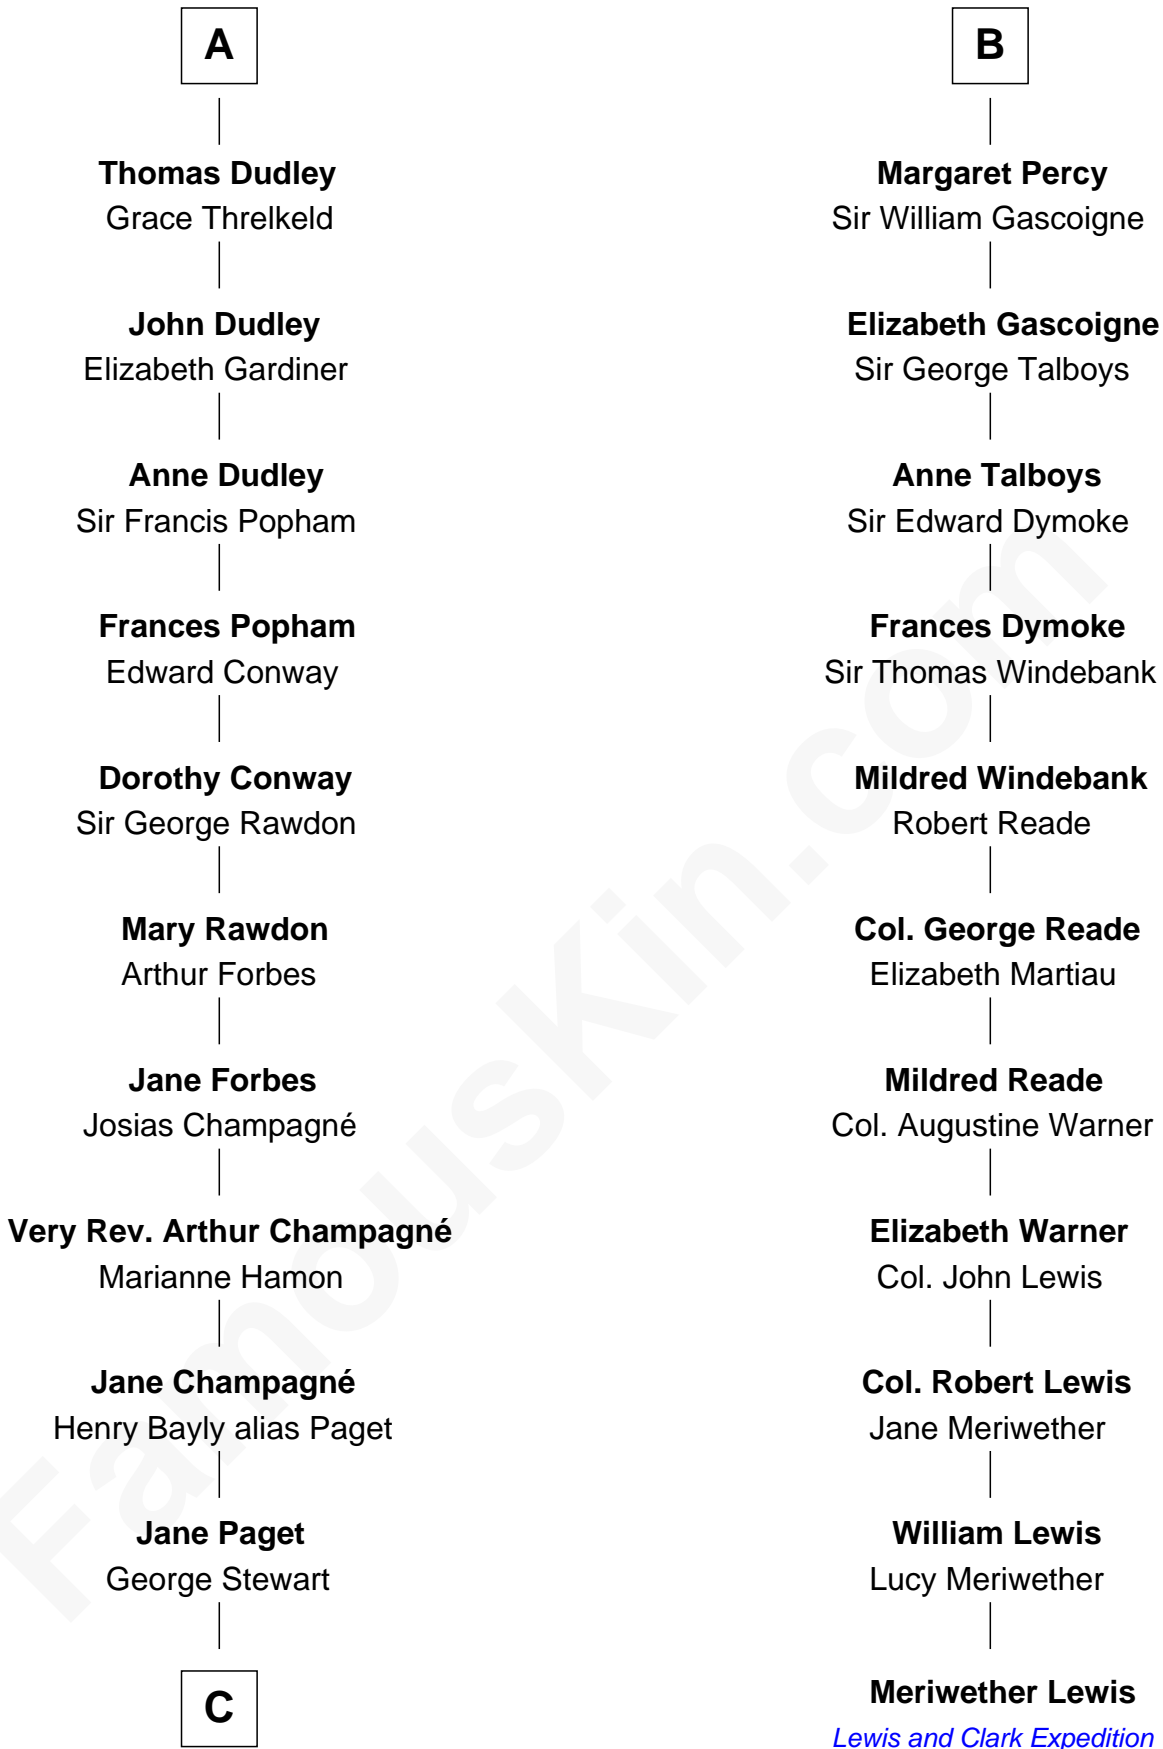 A
Thomas Dudley
Grace Threlkeld
John Dudley
Elizabeth Gardiner
Anne Dudley
Sir Francis Popham
Frances Popham
Edward Conway
Dorothy Conway
Sir George Rawdon
Mary Rawdon
Arthur Forbes
Jane Forbes
Josias Champagné
Very Rev. Arthur Champagné
Marianne Hamon
Jane Champagné
Henry Bayly alias Paget
Jane Paget
George Stewart
C
B
Margaret Percy
Sir William Gascoigne
Elizabeth Gascoigne
Sir George Talboys
Anne Talboys
Sir Edward Dymoke
Frances Dymoke
Sir Thomas Windebank
Mildred Windebank
Robert Reade
Col. George Reade
Elizabeth Martiau
Mildred Reade
Col. Augustine Warner
Elizabeth Warner
Col. John Lewis
Col. Robert Lewis
Jane Meriwether
William Lewis
Lucy Meriwether
Meriwether Lewis
Lewis and Clark Expedition
FamousKin.com